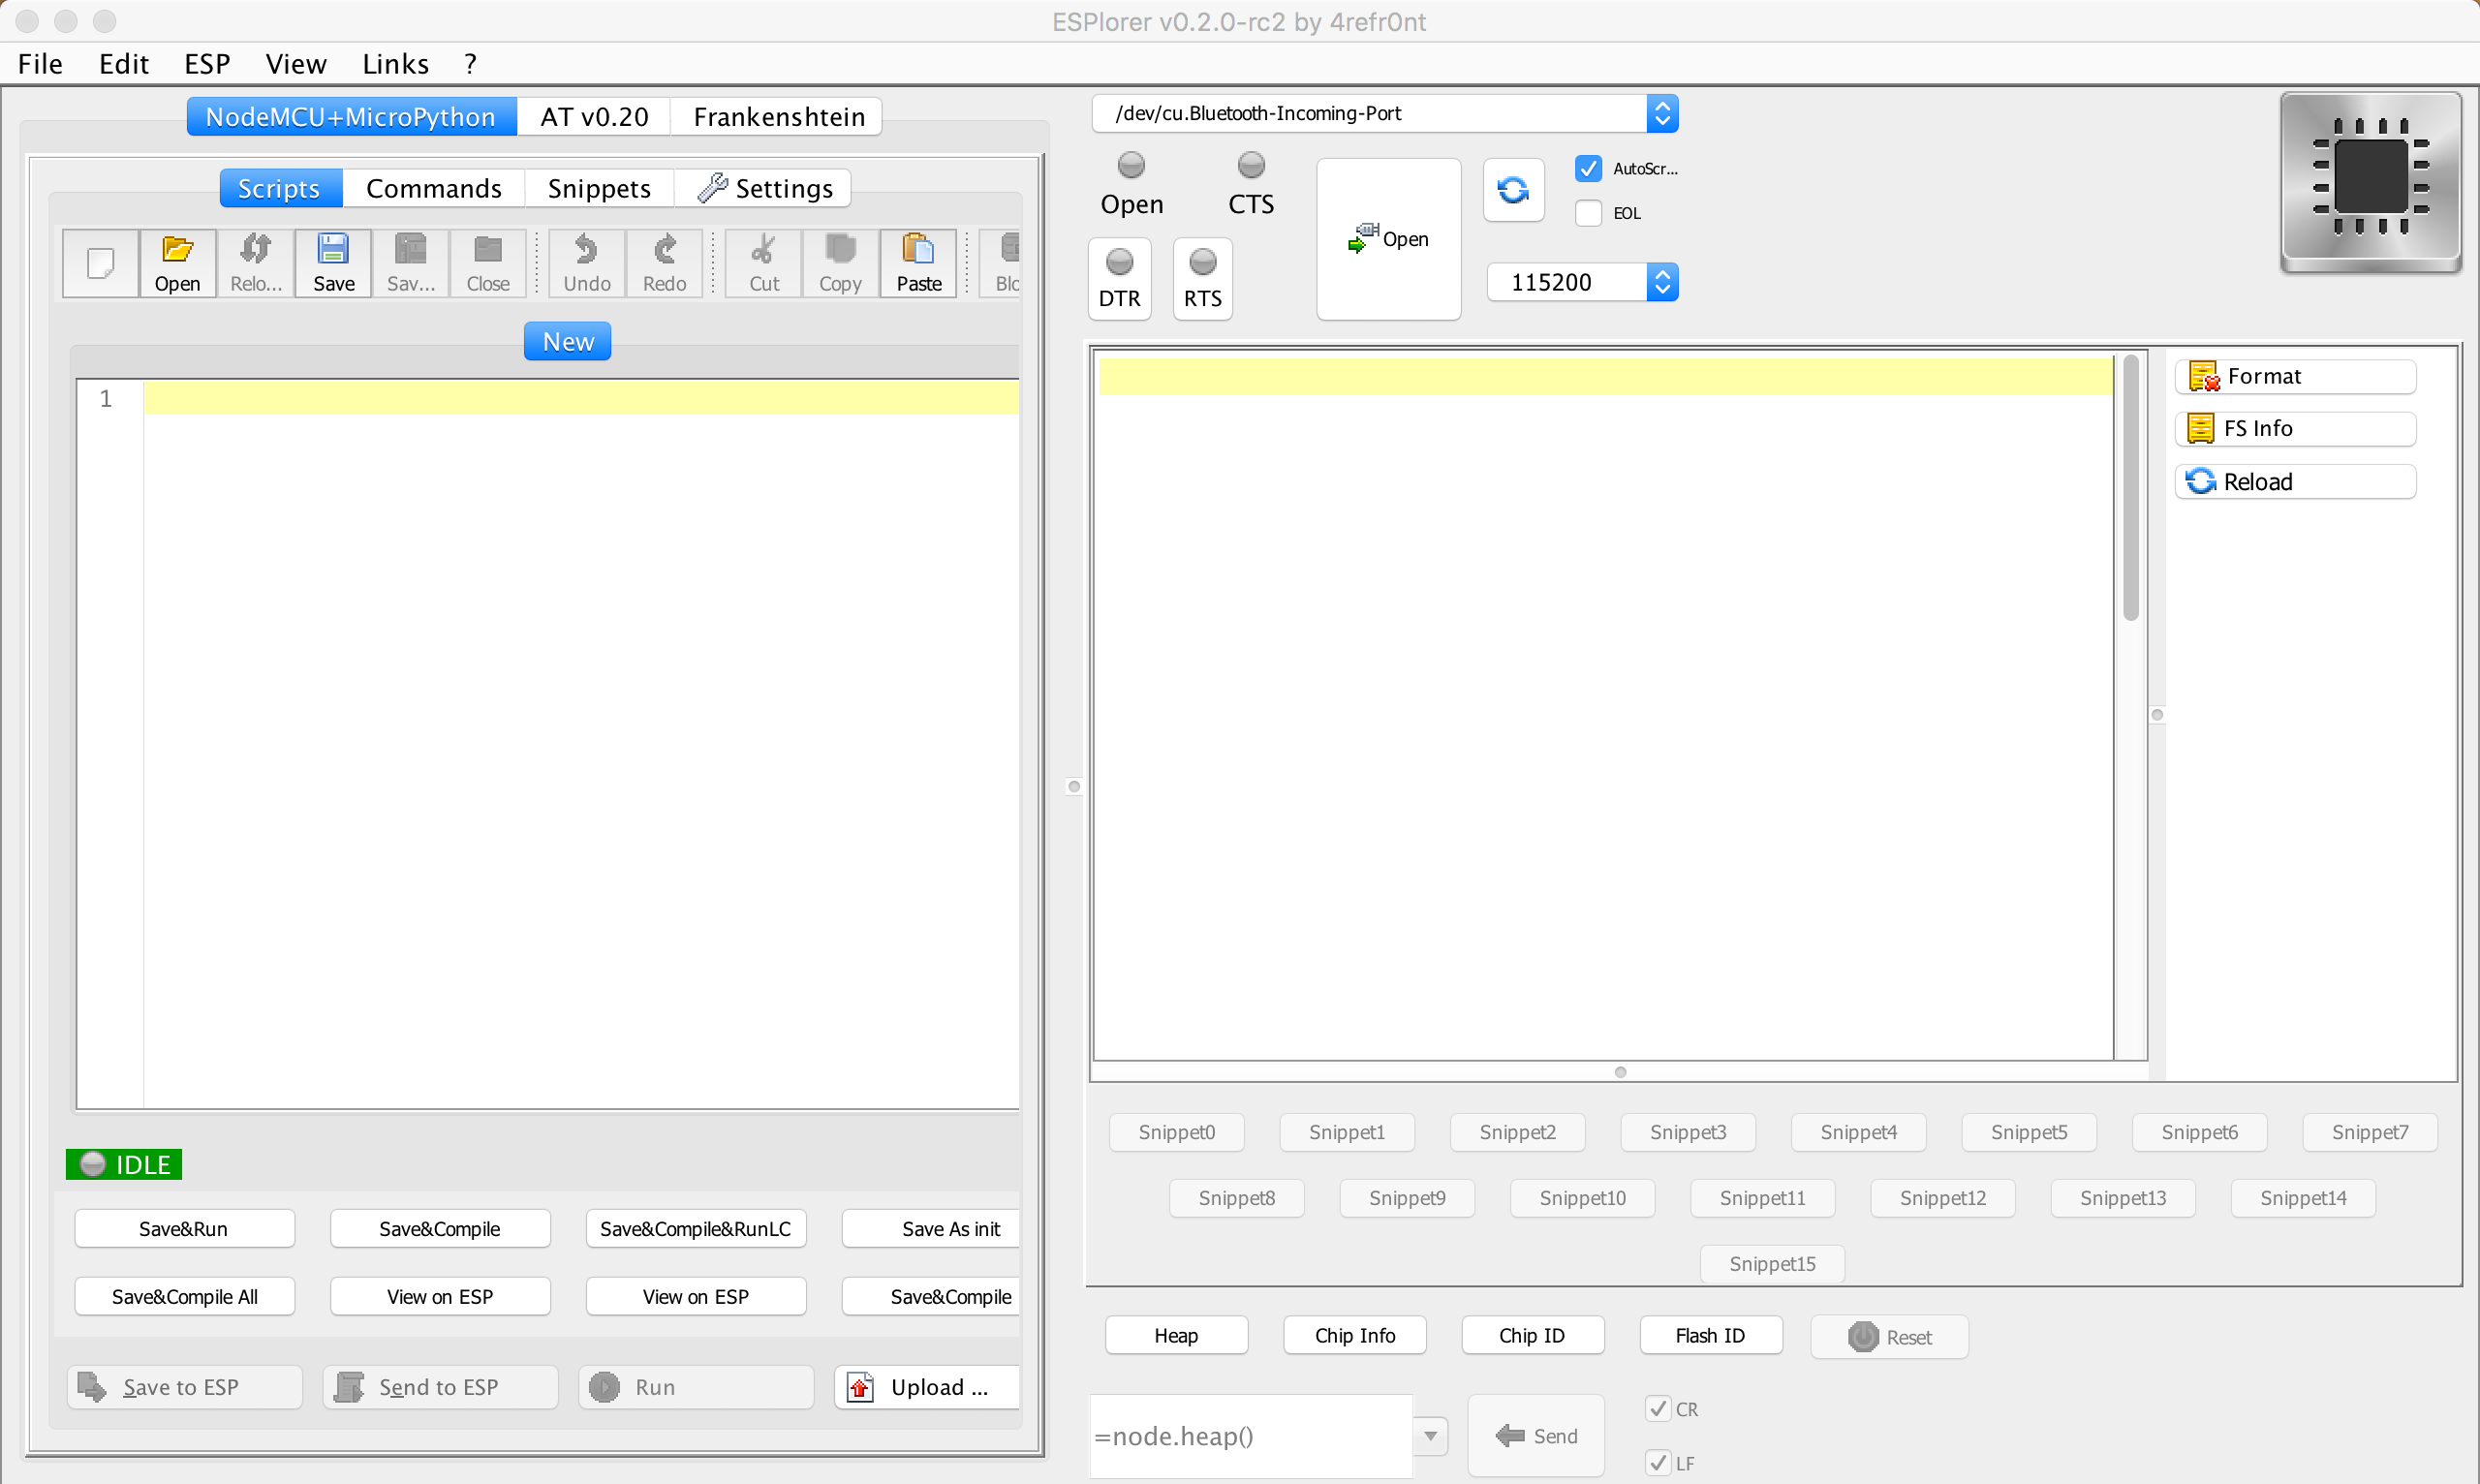 ESPlorer v0.2.0-rc2 by 4refr0nt
File Edit ESP View Links ?
NodeMCU+MicroPython AT v0.20 Frankenshtein
Scripts Commands Snippets Settings
Open Relo... Save Sav... Close Undo Redo Cut Copy Paste Blo
New
1
IDLE
Save&Run Save&Compile Save&Compile&RunLC Save As init
Save&Compile All View on ESP View on ESP Save&Compile
Save to ESP Send to ESP Run Upload ...
/dev/cu.Bluetooth-Incoming-Port
Open CTS
DTR RTS
Open
AutoScr...
EOL
115200
Format
FS Info
Reload
Snippet0 Snippet1 Snippet2 Snippet3 Snippet4 Snippet5 Snippet6 Snippet7
Snippet8 Snippet9 Snippet10 Snippet11 Snippet12 Snippet13 Snippet14
Snippet15
Heap Chip Info Chip ID Flash ID Reset
=node.heap() Send
CR
LF